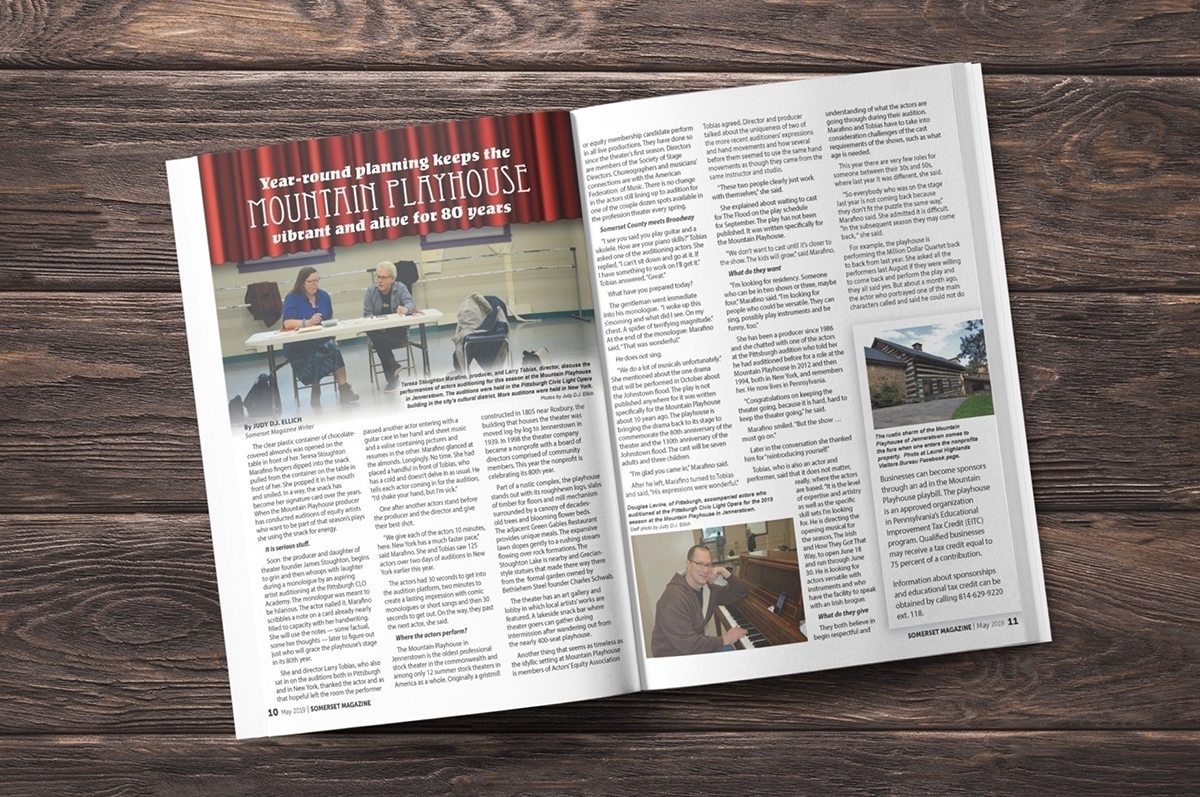 Year-round planning keeps the
MOUNTAIN PLAYHOUSE
vibrant and alive for 80 years
Teresa Stoughton Marafino, producer, and Larry Tobias, director, discuss the
performances of actors auditioning for this season at the Mountain Playhouse
in Jennerstown. The auditions were held in the Pittsburgh Civic Light Opera
building in the city's cultural district. More auditions were held in New York.
Photos by Judy D.J. Ellich
By JUDY D.J. ELLICH
Somerset Magazine Writer
The clear plastic container of chocolate-
covered almonds was opened on the
table in front of her. Teresa Stoughton
Marafino fingers dipped into the snack
pulled from the container on the table in
front of her. She popped it in her mouth
and smiled. In a way, the snack has
become her signature card over the years.
When the Mountain Playhouse producer
has conducted auditions of equity artists
who want to be part of that season's plays
she using the snack for energy.
It is serious stuff.
Soon the producer and daughter of
theater founder James Stoughton, begins
to grin and then whoops with laughter
during a monologue by an aspiring
artist auditioning at the Pittsburgh CLO
Academy. The monologue was meant to
be hilarious. The actor nailed it. Marafino
scribbles a note on a card already nearly
filled to capacity with her handwriting.
She will use the notes — some factual,
some her thoughts — later to figure out
just who will grace the playhouse's stage
in its 80th year.
She and director Larry Tobias, who also
sat in on the auditions both in Pittsburgh
and in New York, thanked the actor and as
that hopeful left the room the performer
passed another actor entering with a
guitar case in her hand and sheet music
and a valise containing pictures and
resumes in the other. Marafino glanced at
the almonds. Longingly. No time. She had
placed a handful in front of Tobias, who
has a cold and doesn't delve in as usual. He
tells each actor coming in for the audition,
"I'd shake your hand, but I'm sick."
One after another actors stand before
the producer and the director and give
their best shot.
"We give each of the actors 10 minutes,
here. New York has a much faster pace,"
said Marafino. She and Tobias saw 125
actors over two days of auditions in New
York earlier this year.
The actors had 30 seconds to get into
the audition platform, two minutes to
create a lasting impression with comic
monologues or short songs and then 30
seconds to get out. On the way, they past
the next actor, she said.
Where the actors perform?
The Mountain Playhouse in
Jennerstown is the oldest professional
stock theater in the commonwealth and
among only 12 summer stock theaters in
America as a whole. Originally a gristmill
constructed in 1805 near Roxbury, the
building that houses the theater was
moved log-by-log to Jennerstown in
1939. In 1998 the theater company
became a nonprofit with a board of
directors comprised of community
members. This year the nonprofit is
celebrating its 80th year.
Part of a rustic complex, the playhouse
stands out with its roughhewn logs, slabs
of timber for floors and mill mechanism
surrounded by a canopy of decades-
old trees and blooming flower beds.
The adjacent Green Gables Restaurant
provides unique meals. The expansive
lawn slopes gently to a rushing stream
flowing over rock formations. The
Stoughton Lake is nearby and Grecian-
style statues that made there way there
from the formal garden owned by
Bethlehem Steel founder Charles Schwab.
The theater has an art gallery and
lobby in which local artists' works are
featured. A lakeside snack bar where
theater goers can gather during
intermission after wandering out from
the nearly 400-seat playhouse.
Another thing that seems as timeless as
the idyllic setting at Mountain Playhouse
is members of Actors' Equity Association
10 May 2019 | SOMERSET MAGAZINE
or equity membership candidate perform
in all live productions. They have done so
since the theater's first season. Directors
are members of the Society of Stage
Directors. Choreographers and musicians'
connections are with the American
Federation of Music. There is no change
in the actors still lining up to audition for
one of the couple dozen spots available in
the profession theater every spring.
Somerset County meets Broadway
"I see you said you play guitar and a
ukulele. How are your piano skills?" Tobias
asked one of the auditioning actors. She
replied, "I can't sit down and go at it. If
I have something to work on I'll get it."
Tobias answered, "Great."
What have you prepared today?
The gentleman went immediate
into his monologue. "I woke up this
morning and what did I see. On my
chest. A spider of terrifying magnitude."
At the end of the monologue: Marafino
said, "That was wonderful."
He does not sing.
"We do a lot of musicals unfortunately."
She mentioned about the one drama
that will be performed in October about
the Johnstown flood. The play is not
published anywhere for it was written
specifically for the Mountain Playhouse
about 10 years ago. The playhouse is
bringing the drama back to its stage to
commemorate the 80th anniversary of the
theater and the 130th anniversary of the
Johnstown flood. The cast will be seven
adults and three children.
"I'm glad you came in," Marafino said.
After he left, Marafino turned to Tobias
and said, "His expressions were wonderful."
Douglas Levine, of Pittsburgh, accompanied actors who
auditioned at the Pittsburgh Civic Light Opera for the 2019
season at the Mountain Playhouse in Jennerstown.
Staff photo by Judy D.J. Ellich
Tobias agreed. Director and producer
talked about the uniqueness of two of
the more recent auditioners' expressions
and hand movements and how several
before them seemed to use the same hand
movements as though they came from the
same instructor and studio.
"These two people clearly just work
with themselves," she said.
She explained about waiting to cast
for The Flood on the play schedule
for September. The play has not been
published. It was written specifically for
the Mountain Playhouse.
"We don't want to cast until it's closer to
the show. The kids will grow," said Marafino.
What do they want
"I'm looking for residency. Someone
who can be in two shows or three, maybe
four," Marafino said. "I'm looking for
people who could be versatile. They can
sing, possibly play instruments and be
funny, too."
She has been a producer since 1986
and she chatted with one of the actors
at the Pittsburgh audition who told her
he had auditioned before for a role at the
Mountain Playhouse in 2012 and then
1994, both in New York, and remembers
her. He now lives in Pennsylvania.
"Congratulations on keeping the
theater going, because it is hard, hard to
keep the theater going," he said.
Marafino smiled. "But the show ....
must go on."
Later in the conversation she thanked
him for "reintroducing yourself."
Tobias, who is also an actor and
performer, said that it does not matter,
really, where the actors
are based. "It is the level
of expertise and artistry
as well as the specific
skill sets I'm looking
for. He is directing the
opening musical for
the season, The Irish
and How They Got That
Way, to open June 18
and run through June
30. He is looking for
actors versatile with
instruments and who
have the facility to speak
with an Irish brogue.
What do they give
They both believe in
begin respectful and
understanding of what the actors are
going through during their audition.
Marafino and Tobias have to take into
consideration challenges of the cast
requirements of the shows, such as what
age is needed.
This year there are very few roles for
someone between their 30s and 50s,
where last year it was different, she said.
"So everybody who was on the stage
last year is not coming back because
they don't fit the puzzle the same way,"
Marafino said. She admitted it is difficult.
"In the subsequent season they may come
back," she said.
For example, the playhouse is
performing the Million Dollar Quartet back
to back from last year. She asked all the
performers last August if they were willing
to come back and perform the play and
they all said yes. But about a month ago,
the actor who portrayed one of the main
characters called and said he could not do
The rustic charm of the Mountain
Playhouse of Jennerstown comes to
the fore when one enters the nonprofits
property. Photo at Laurel Highlands
Visitors Bureau Facebook page.
Businesses can become sponsors
through an ad in the Mountain
Playhouse playbill. The playhouse
is an approved organization
in Pennsylvania's Educational
Improvement Tax Credit (EITC)
program. Qualified businesses
may receive a tax credit equal to
75 percent of a contribution.
Information about sponsorships
and educational tax credit can be
obtained by calling 814-629-9220
ext. 118.
SOMERSET MAGAZINE | May 2019 11